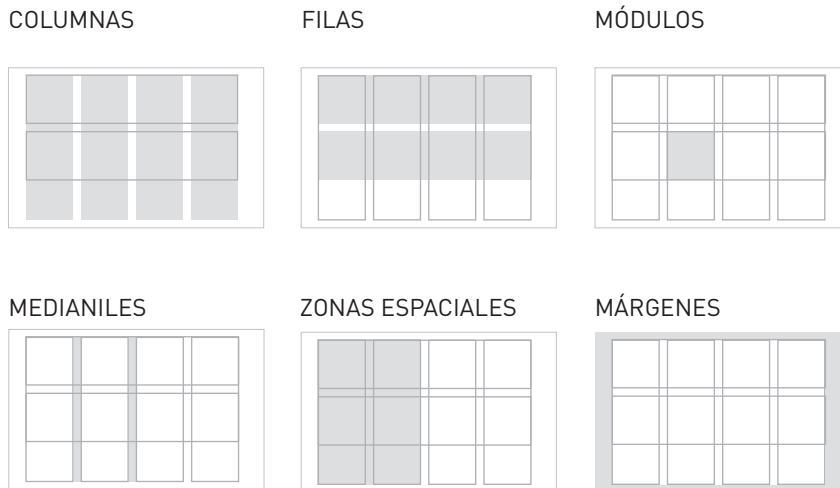 COLUMNAS
FILAS
MÓDULOS
MEDIANILES
ZONAS ESPACIALES
MÁRGENES